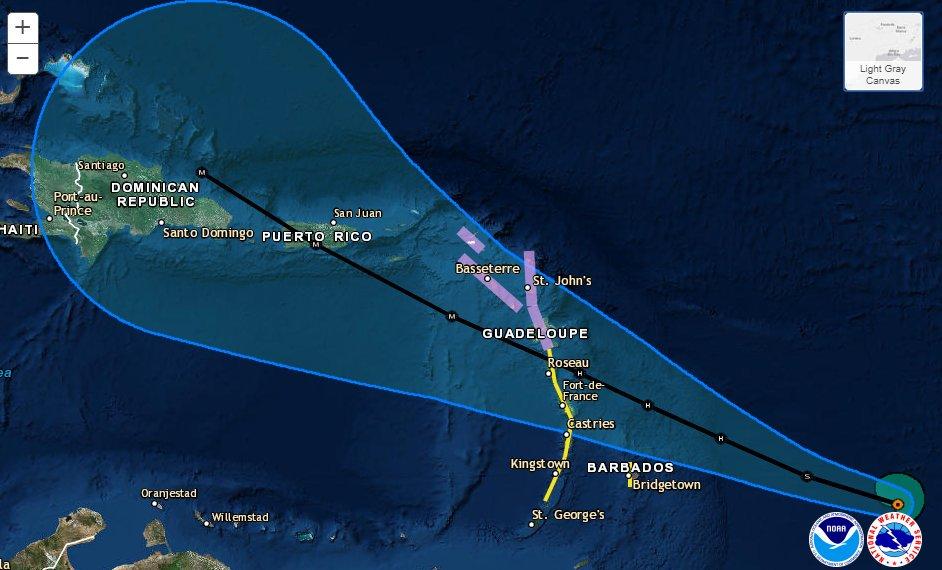 +
−
Light Gray
Canvas
Santiago
M
DOMINICAN
REPUBLIC
Port-au-
Prince
San Juan
HAITI
Santo Domingo
PUERTO RICO
M
Basseterre
St. John's
M
GUADELOUPE
Roseau
H
Fort-de-
France
H
Castries
H
Kingstown
BARBADOS
S
Bridgetown
Oranjestad
Willemstad
St. George's
NOAA
NATIONAL WEATHER SERVICE